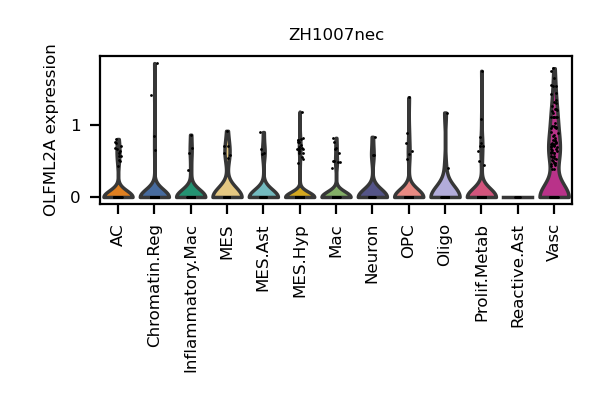 ZH1007nec
OLFML2A expression
1
0
AC
Chromatin.Reg
Inflammatory.Mac
MES
MES.Ast
MES.Hyp
Mac
Neuron
OPC
Oligo
Prolif.Metab
Reactive.Ast
Vasc